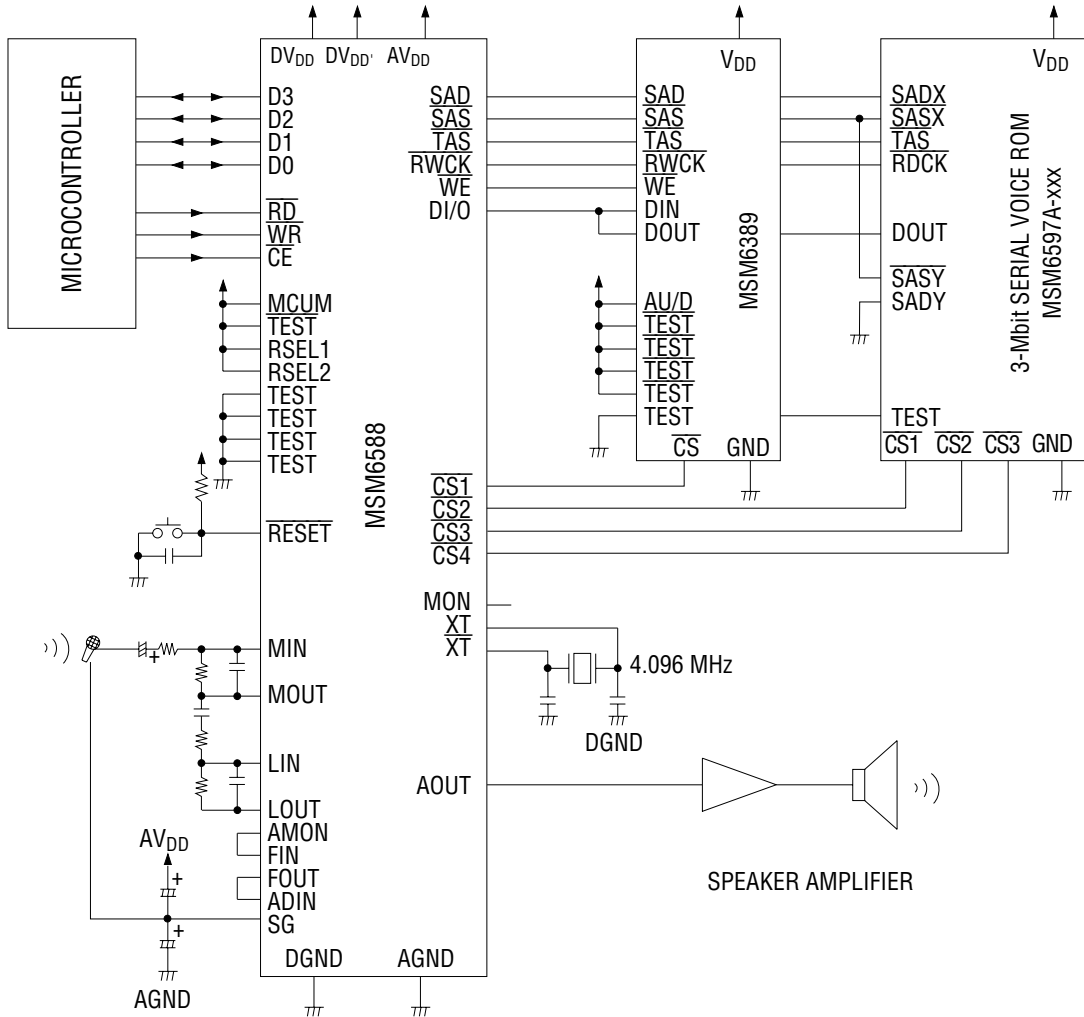 MICROCONTROLLER
DVDD DVDD' AVDD
D3
D2
D1
D0
RD
WR
CE
MCUM
TEST
RSEL1
RSEL2
TEST
TEST
TEST
TEST
RESET
MIN
MOUT
LIN
LOUT
AMON
FIN
FOUT
ADIN
SG
AVDD
AGND
DGND AGND
MSM6588
SAD
SAS
TAS
RWCK
WE
DI/O
CS1
CS2
CS3
CS4
MON
XT
XT
AOUT
4.096 MHz
DGND
SPEAKER AMPLIFIER
VDD
SAD
SAS
TAS
RWCK
WE
DIN
DOUT
AU/D
TEST
TEST
TEST
TEST
TEST
CS GND
MSM6389
VDD
SADX
SASX
TAS
RDCK
DOUT
SASY
SADY
TEST
CS1 CS2 CS3 GND
3-Mbit SERIAL VOICE ROM
MSM6597A-xxx